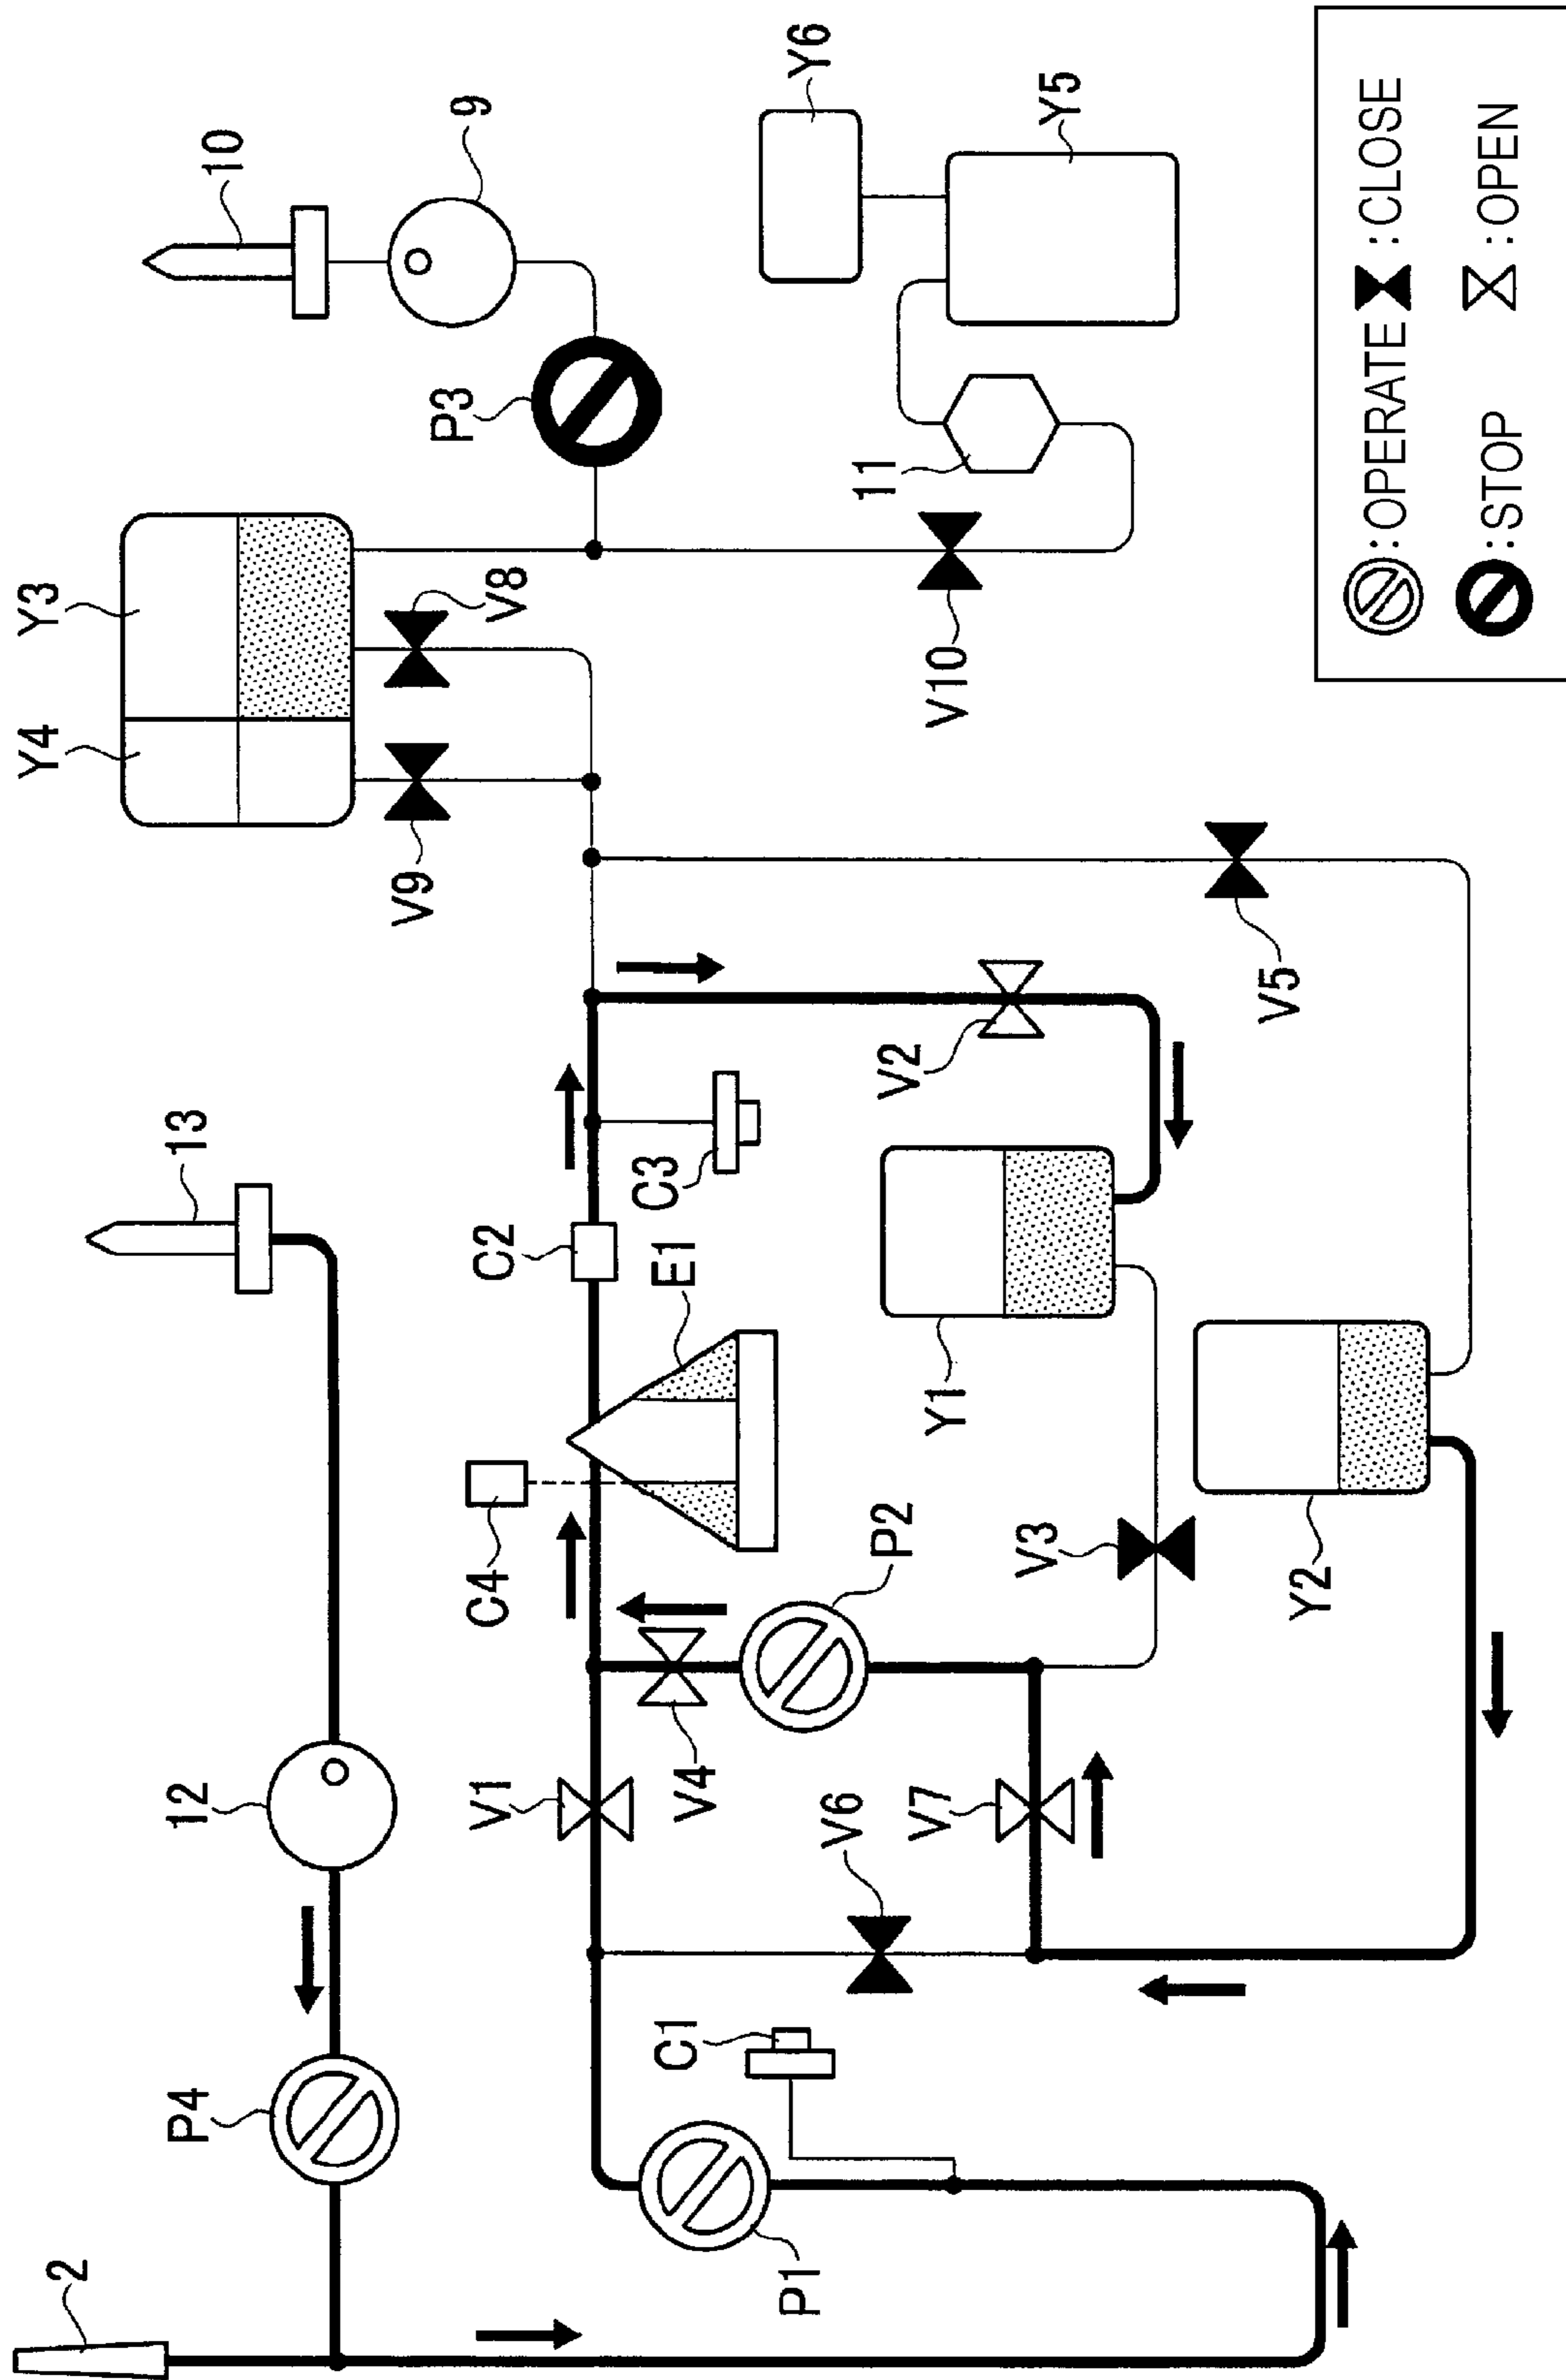 10
9
Y6
Y5
P3
11
Y3
Y4
V8
V9
V10
V5
V2
13
C2
C3
E1
Y1
C4
P2
V3
Y2
12
V1
V4
V6
V7
P4
C1
P1
2
:OPERATE :CLOSE
:STOP :OPEN